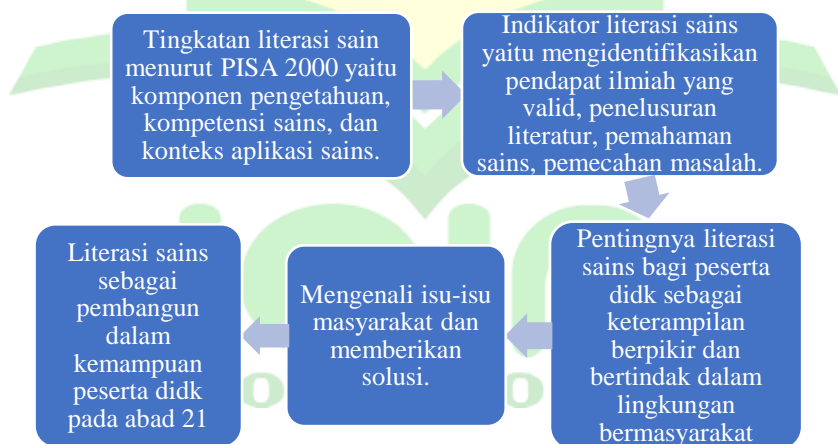 Tingkatan literasi sain
menurut PISA 2000 yaitu
komponen pengetahuan,
kompetensi sains, dan
konteks aplikasi sains.
Indikator literasi sains
yaitu mengidentifikasikan
pendapat ilmiah yang
valid, penelusuran
literatur, pemahaman
sains, pemecahan masalah.
Pentingnya literasi
sains bagi peserta
didk sebagai
keterampilan
berpikir dan
bertindak dalam
lingkungan
bermasyarakat
Mengenali isu-isu
masyarakat dan
memberikan
solusi.
Literasi sains
sebagai
pembangun
dalam
kemampuan
peserta didk
pada abad 21